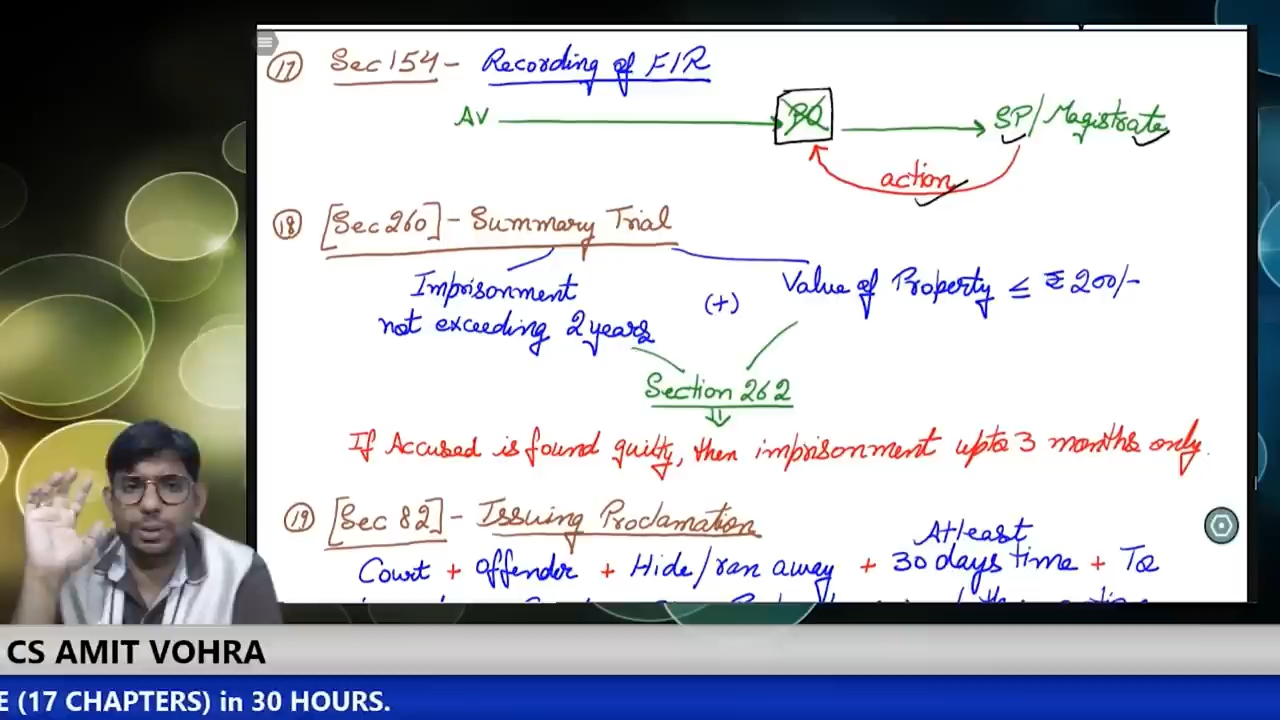 17 Sec 154 - Recording of FIR
AV PO SP/Magistrate
action
18 [Sec 260] - Summary Trial
Imprisonment not exceeding 2 years (+) Value of Property ≤ ₹200/-
Section 262
If Accused is found guilty, then imprisonment upto 3 months only.
19 [Sec 82] - Issuing Proclamation
Court + offender + Hide/ran away + Atleast 30 days time + To
CS AMIT VOHRA
E (17 CHAPTERS) in 30 HOURS.